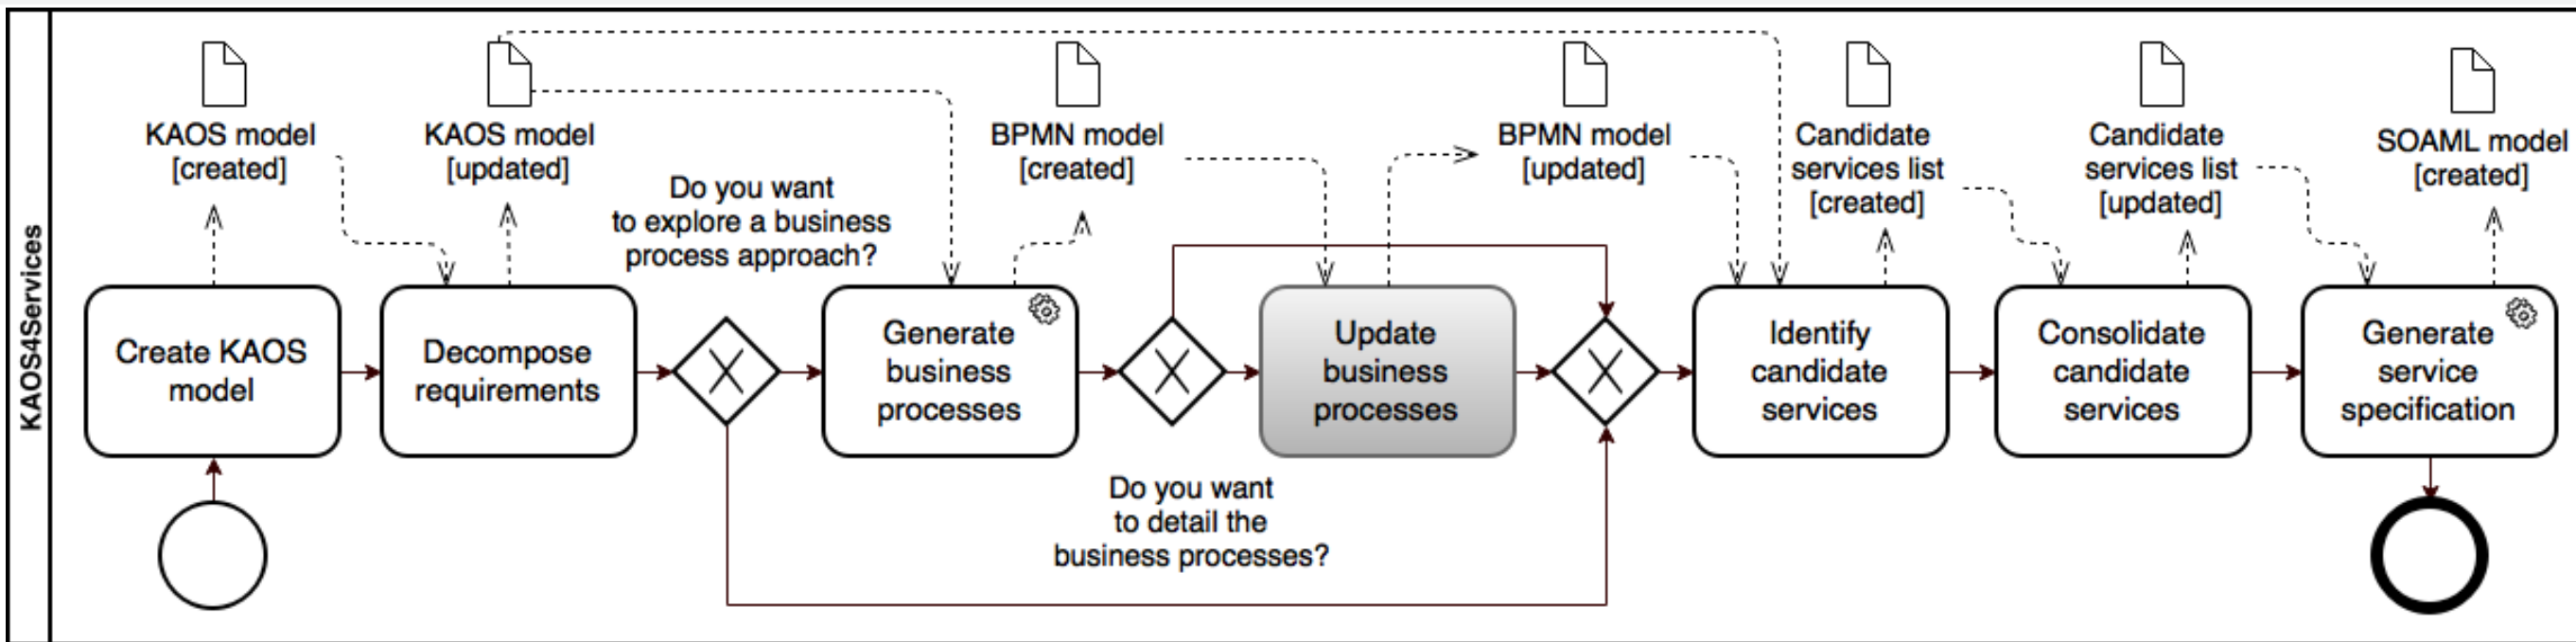 KAOS4Services
KAOS model
[created]
KAOS model
[updated]
Do you want
to explore a business
process approach?
BPMN model
[created]
BPMN model
[updated]
Candidate
services list
[created]
Candidate
services list
[updated]
SOAML model
[created]
Create KAOS
model
Decompose
requirements
Generate
business
processes
Update
business
processes
Identify
candidate
services
Consolidate
candidate
services
Generate
service
specification
Do you want
to detail the
business processes?